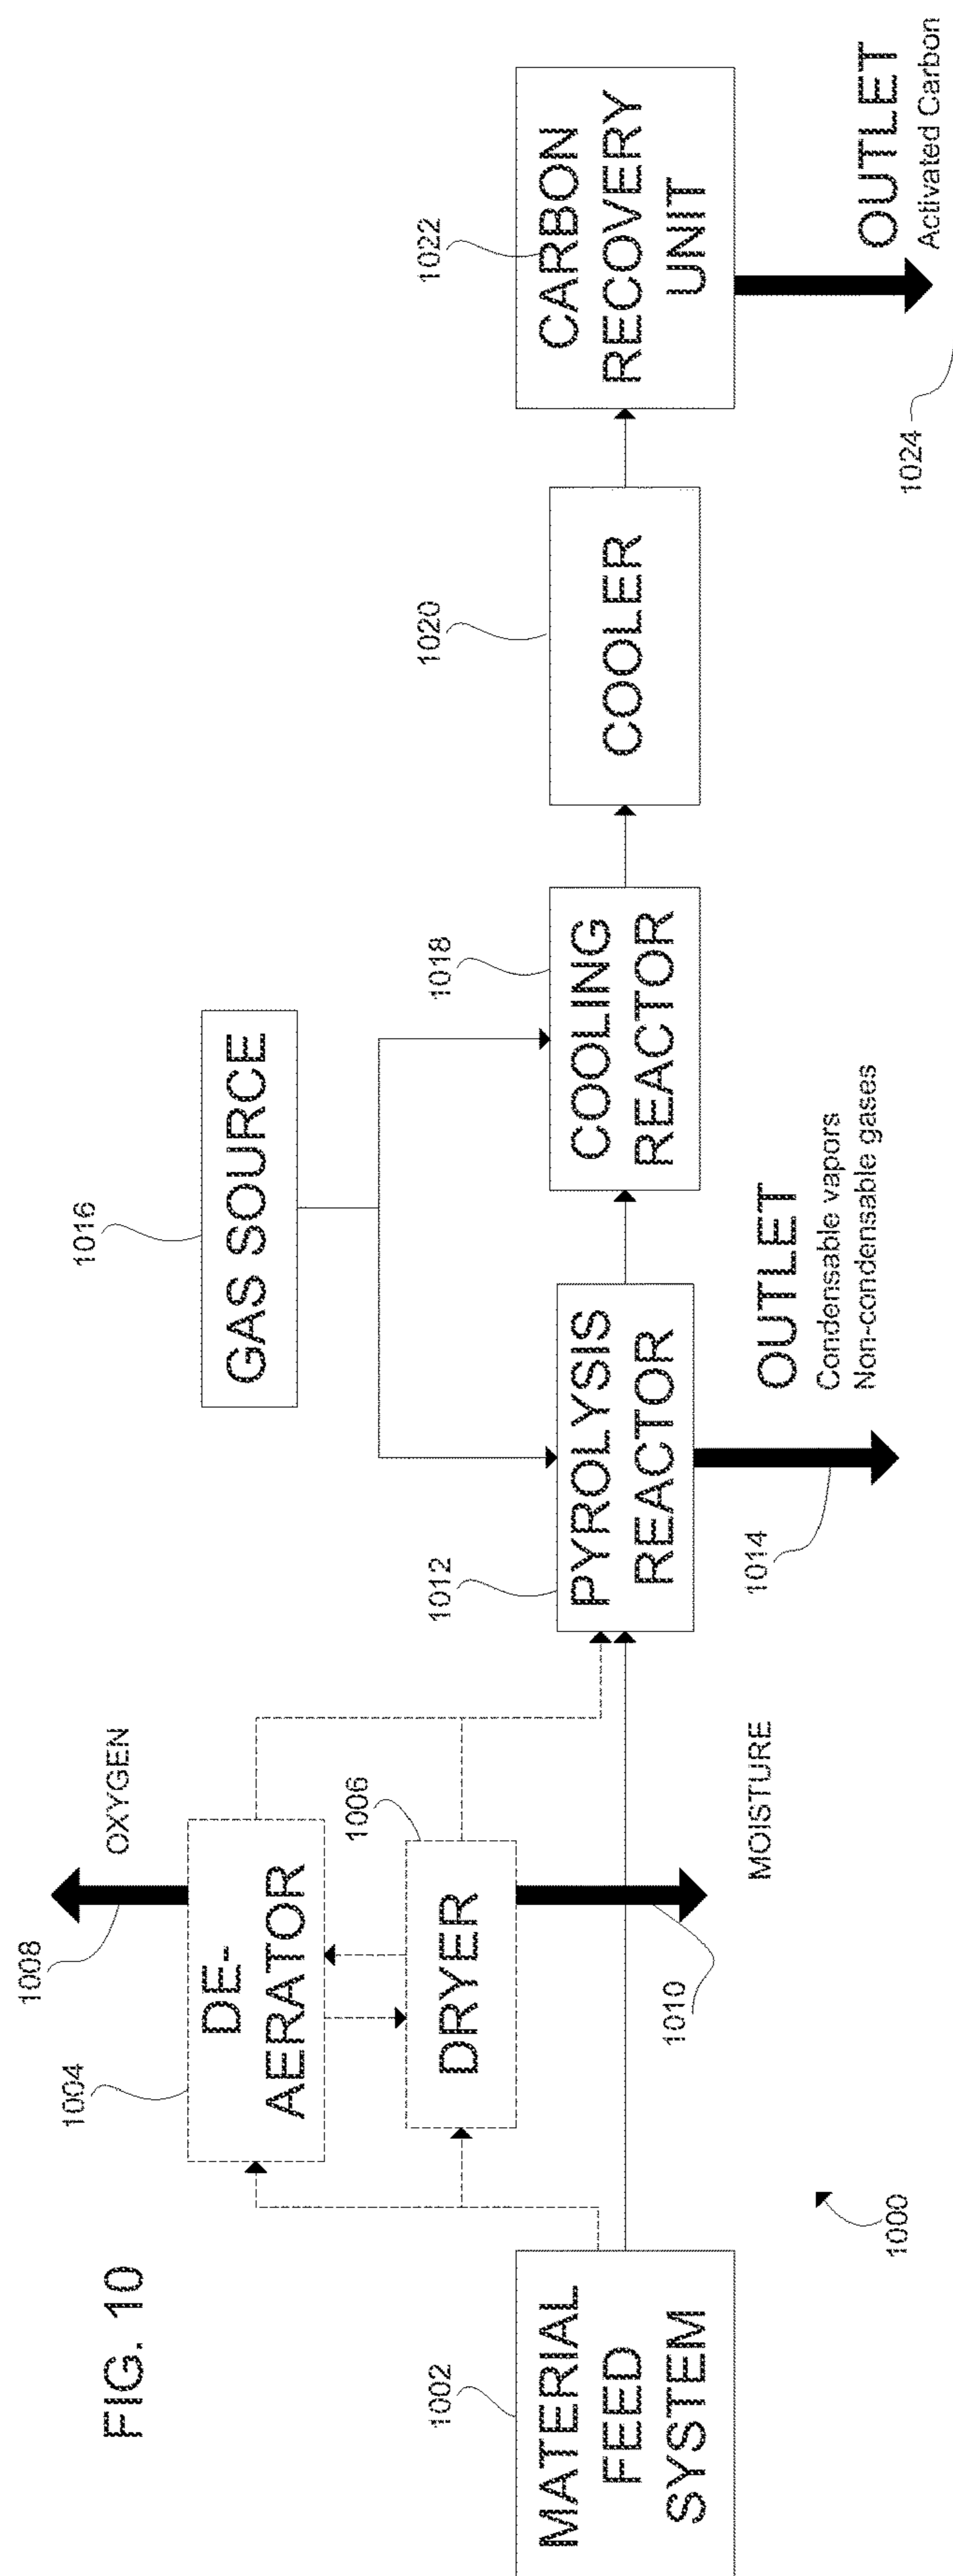 FIG. 10
1000
1002
MATERIAL
FEED
SYSTEM
1004
DE-
AERATOR
1008
OXYGEN
1006
DRYER
1010
MOISTURE
1012
PYROLYSIS
REACTOR
1014
OUTLET
Condensable vapors
Non-condensable gases
1016
GAS SOURCE
1018
COOLING
REACTOR
1020
COOLER
1022
CARBON
RECOVERY
UNIT
1024
OUTLET
Activated Carbon